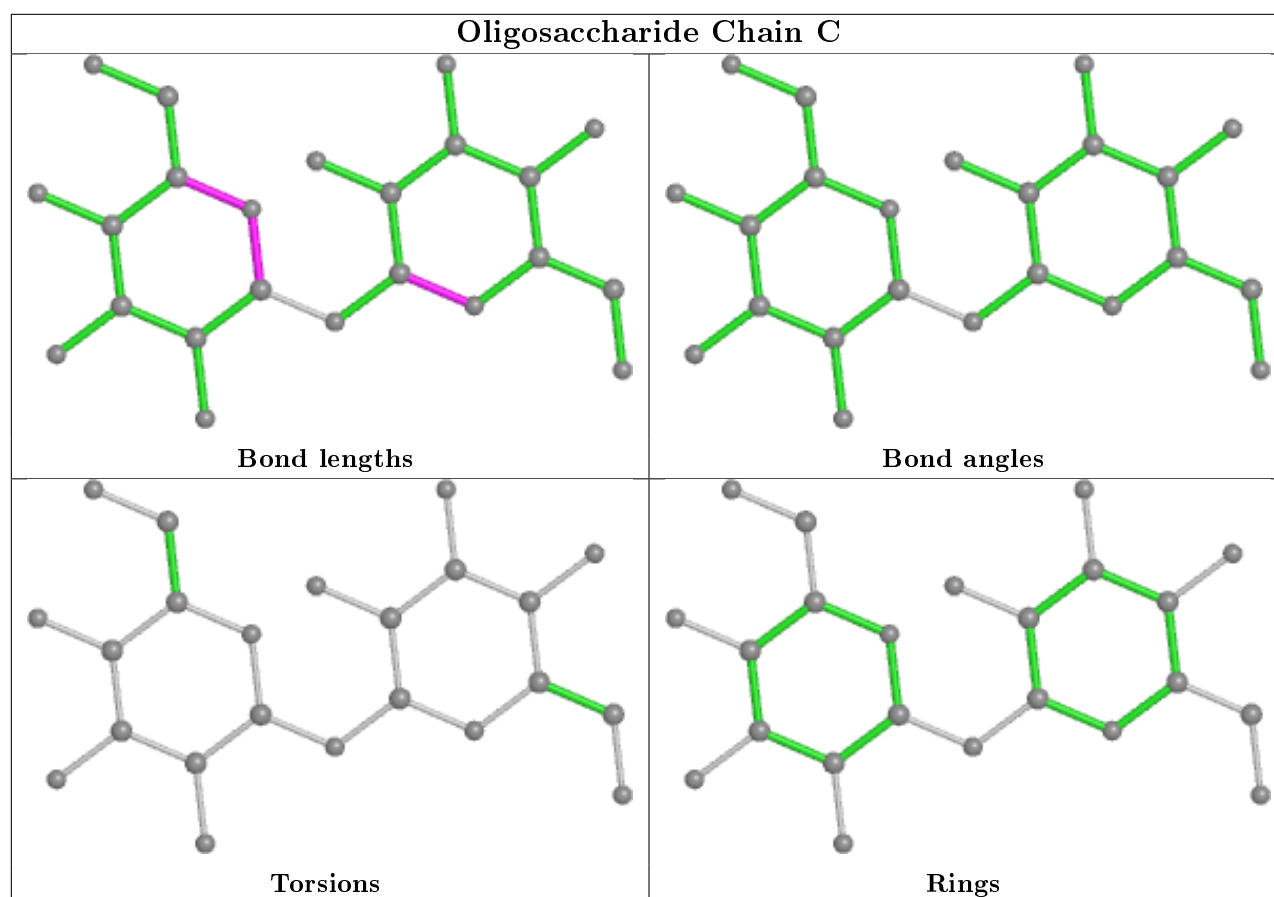 Oligosaccharide Chain C
Bond lengths
Bond angles
Torsions
Rings